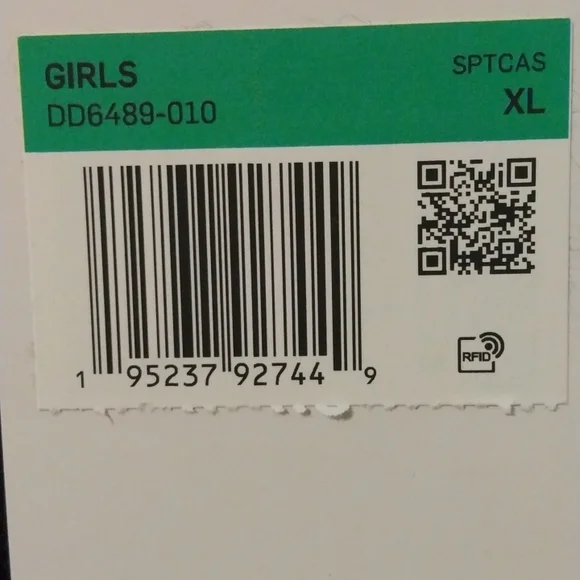 GIRLS SPTCAS
DD6489-010 XL
1 95237 92744 9
RFID